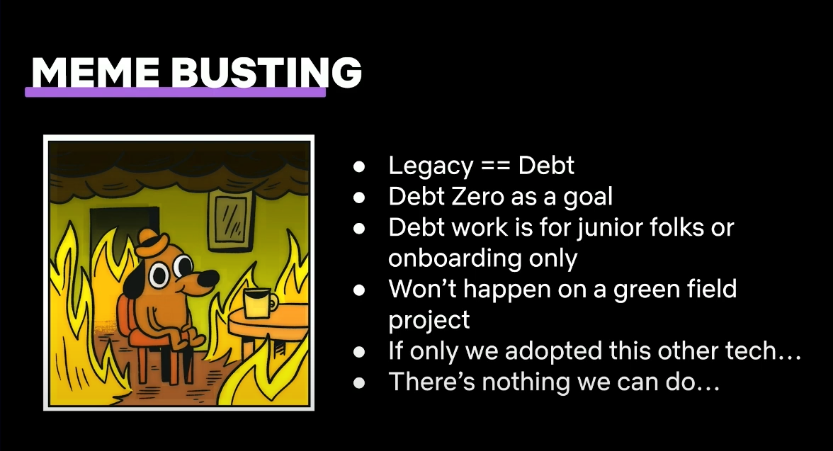 MEME BUSTING
● Legacy == Debt
● Debt Zero as a goal
● Debt work is for junior folks or
onboarding only
● Won’t happen on a green field
project
● If only we adopted this other tech…
● There’s nothing we can do…